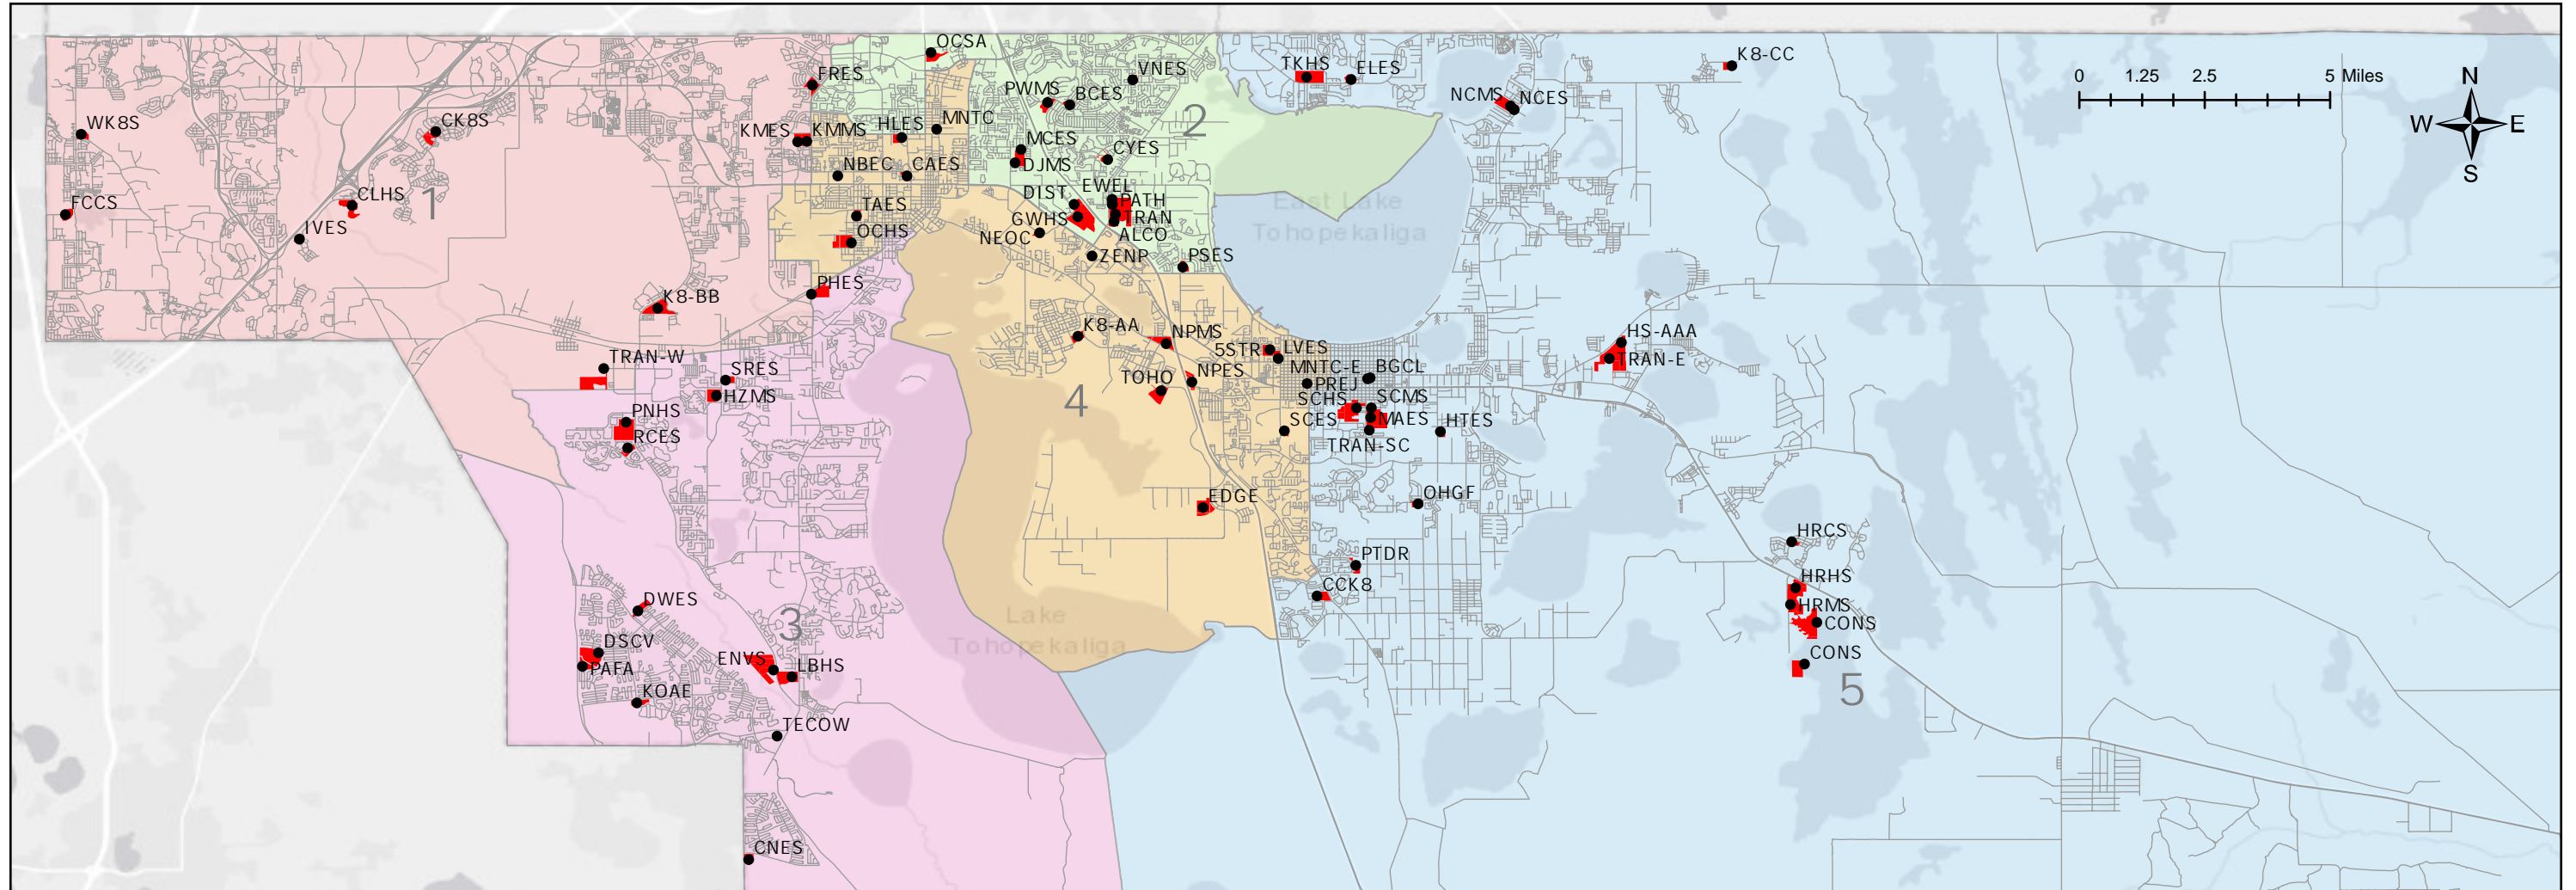 OCSA
FRES
VNES
PWMS
BCES
2
TKHS
ELES
K8-CC
0 1.25 2.5 5 Miles
N
W E
S
NCMS
NCES
WK8S
CK8S
KMES
KMMS
HLES
MNTC
MCES
DJMS
CYES
NBEC
CAES
FCCS
CLHS
1
IVES
TAES
OCHS
DIST
EWEL
PATH
GWHS
TRAN
NEOC
ALCO
ZENP
PSES
East Lake
Tohopekaliga
PHES
K8-BB
K8-AA
NPMS
5STR
LVES
HS-AAA
TRAN-E
TRAN-W
SRES
HZMS
TOHO
NPES
MNTC-E
BGCL
PREJ
4
SCHS
SCMS
PNHS
RCES
SCES
MAES
HTES
TRAN-SC
EDGE
OHGF
HRCS
PTDR
CCK8
HRHS
HRMS
CONS
DWES
3
Lake
Tohopekaliga
DSCV
PAFA
ENVS
LBHS
CONS
5
KOAE
TECOW
CNES